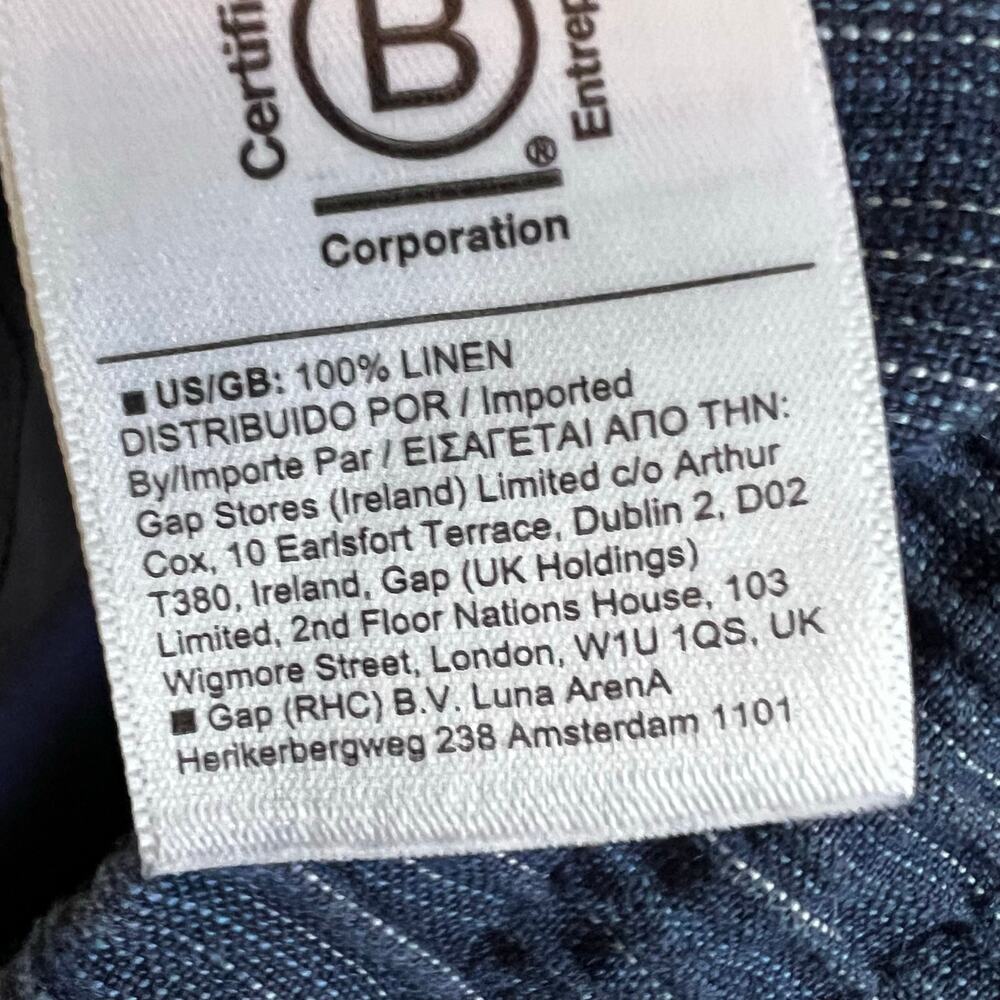 Certifi
B
®
Entrep
Corporation
■ US/GB: 100% LINEN
DISTRIBUIDO POR / Imported
By/Importe Par / ΕΙΣΑΓΕΤΑΙ ΑΠΟ ΤΗΝ:
Gap Stores (Ireland) Limited c/o Arthur
Cox, 10 Earlsfort Terrace, Dublin 2, D02
T380, Ireland, Gap (UK Holdings)
Limited, 2nd Floor Nations House, 103
Wigmore Street, London, W1U 1QS, UK
■ Gap (RHC) B.V. Luna ArenA
Herikerbergweg 238 Amsterdam 1101